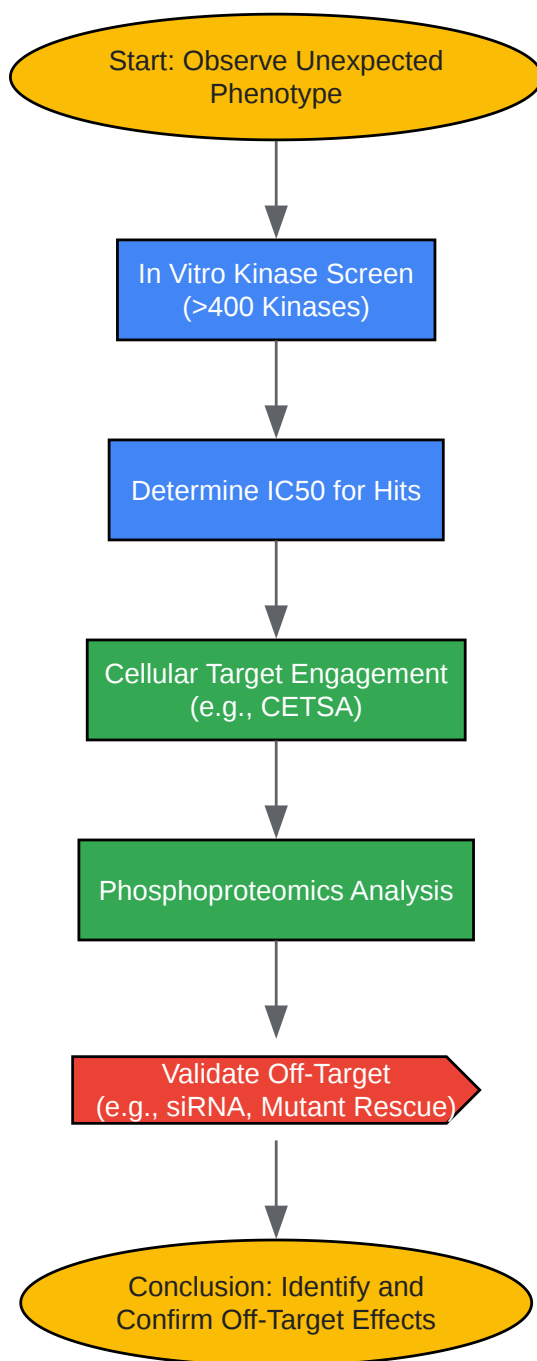 Start: Observe Unexpected
Phenotype
In Vitro Kinase Screen
(>400 Kinases)
Determine IC50 for Hits
Cellular Target Engagement
(e.g., CETSA)
Phosphoproteomics Analysis
Validate Off-Target
(e.g., siRNA, Mutant Rescue)
Conclusion: Identify and
Confirm Off-Target Effects